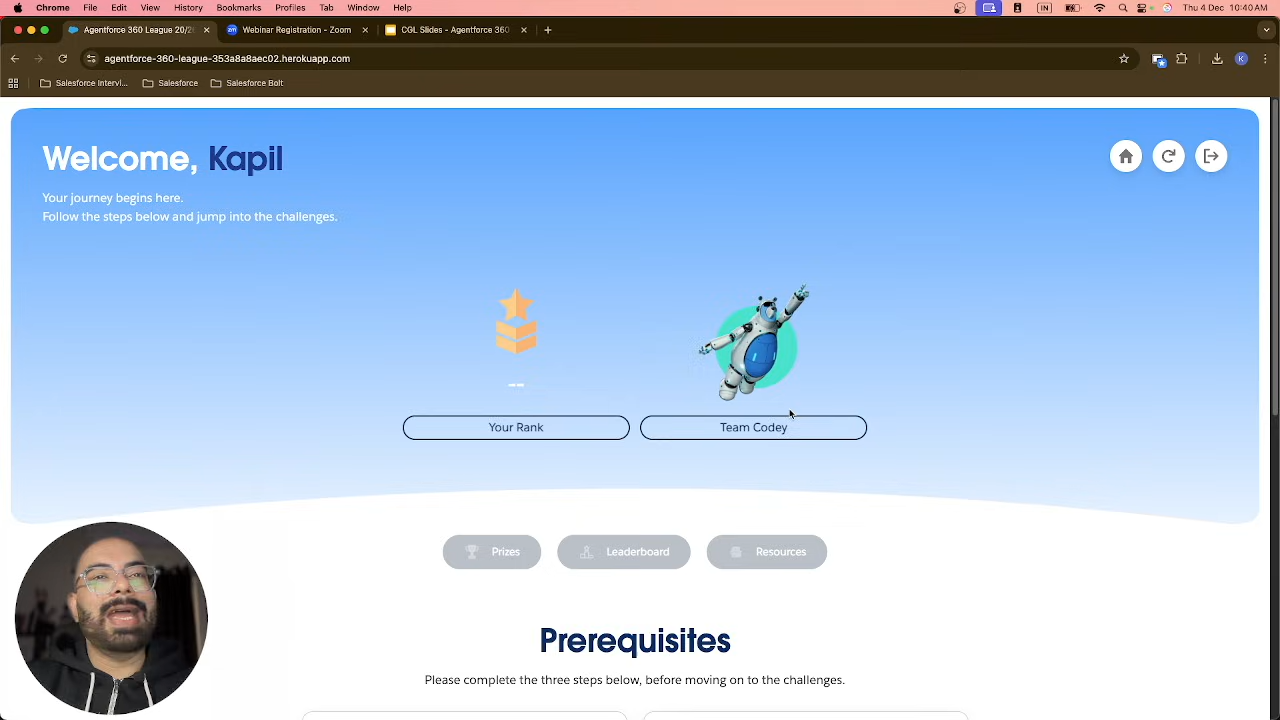 Chrome File Edit View History Bookmarks Profiles Tab Window Help
IN
Thu 4 Dec 10:40 AM
Agentforce 360 League 20/2
Webinar Registration - Zoom
CGL Slides - Agentforce 360
agentforce-360-league-353a8a8aec02.herokuapp.com
K
Salesforce Intervi...
Salesforce
Salesforce Bolt
Welcome, Kapil
Your journey begins here.
Follow the steps below and jump into the challenges.
--
Your Rank
Team Codey
Prizes
Leaderboard
Resources
Prerequisites
Please complete the three steps below, before moving on to the challenges.